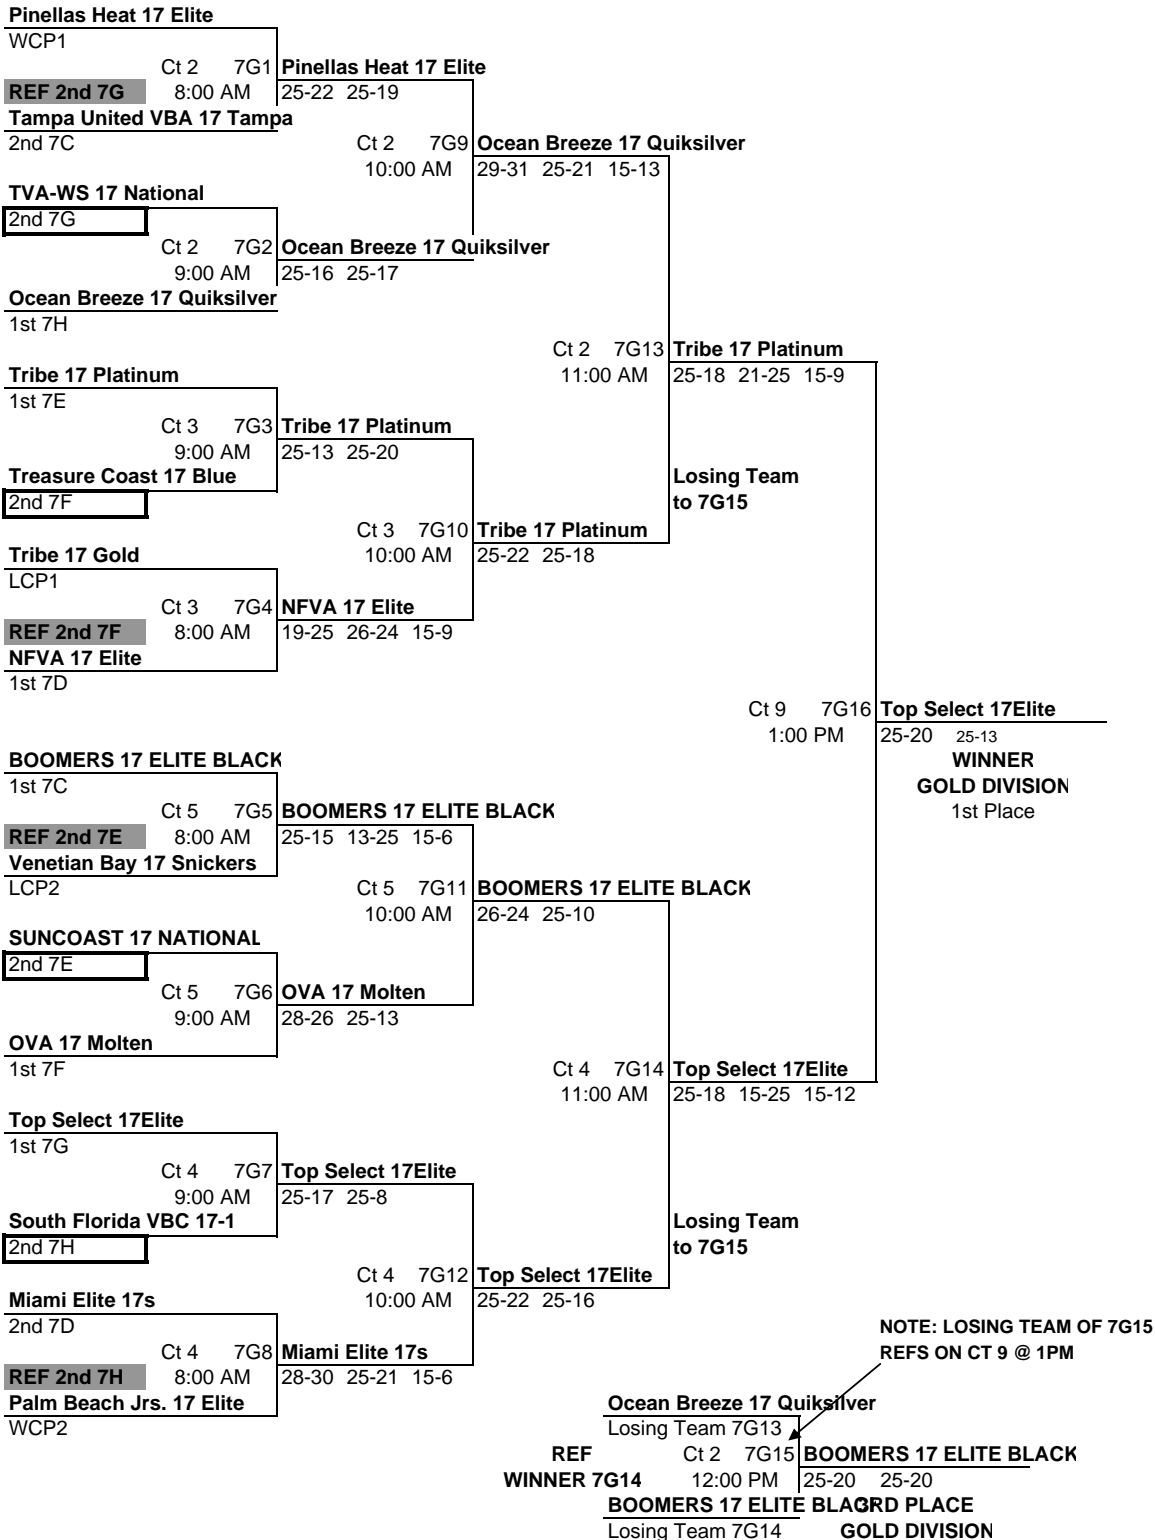 Pinellas Heat 17 Elite
WCP1
Ct 2 7G1 Pinellas Heat 17 Elite
REF 2nd 7G 8:00 AM 25-22 25-19
Tampa United VBA 17 Tampa
2nd 7C Ct 2 7G9 Ocean Breeze 17 Quiksilver
10:00 AM 29-31 25-21 15-13
TVA-WS 17 National
2nd 7G
Ct 2 7G2 Ocean Breeze 17 Quiksilver
9:00 AM 25-16 25-17
Ocean Breeze 17 Quiksilver
1st 7H
Ct 2 7G13 Tribe 17 Platinum
Tribe 17 Platinum 11:00 AM 25-18 21-25 15-9
1st 7E
Ct 3 7G3 Tribe 17 Platinum
9:00 AM 25-13 25-20
Treasure Coast 17 Blue Losing Team
2nd 7F to 7G15
Ct 3 7G10 Tribe 17 Platinum
Tribe 17 Gold 10:00 AM 25-22 25-18
LCP1
Ct 3 7G4 NFVA 17 Elite
REF 2nd 7F 8:00 AM 19-25 26-24 15-9
NFVA 17 Elite
1st 7D
Ct 9 7G16 Top Select 17Elite
1:00 PM 25-20 25-13
BOOMERS 17 ELITE BLACK WINNER
1st 7C GOLD DIVISION
Ct 5 7G5 BOOMERS 17 ELITE BLACK 1st Place
REF 2nd 7E 8:00 AM 25-15 13-25 15-6
Venetian Bay 17 Snickers
LCP2 Ct 5 7G11 BOOMERS 17 ELITE BLACK
10:00 AM 26-24 25-10
SUNCOAST 17 NATIONAL
2nd 7E
Ct 5 7G6 OVA 17 Molten
9:00 AM 28-26 25-13
OVA 17 Molten
1st 7F Ct 4 7G14 Top Select 17Elite
11:00 AM 25-18 15-25 15-12
Top Select 17Elite
1st 7G
Ct 4 7G7 Top Select 17Elite
9:00 AM 25-17 25-8
South Florida VBC 17-1 Losing Team
2nd 7H to 7G15
Ct 4 7G12 Top Select 17Elite
Miami Elite 17s 10:00 AM 25-22 25-16
2nd 7D NOTE: LOSING TEAM OF 7G15
Ct 4 7G8 Miami Elite 17s REFS ON CT 9 @ 1PM
REF 2nd 7H 8:00 AM 28-30 25-21 15-6
Palm Beach Jrs. 17 Elite Ocean Breeze 17 Quiksilver
WCP2 Losing Team 7G13
REF Ct 2 7G15 BOOMERS 17 ELITE BLACK
WINNER 7G14 12:00 PM 25-20 25-20
BOOMERS 17 ELITE BLACK 3RD PLACE
Losing Team 7G14 GOLD DIVISION